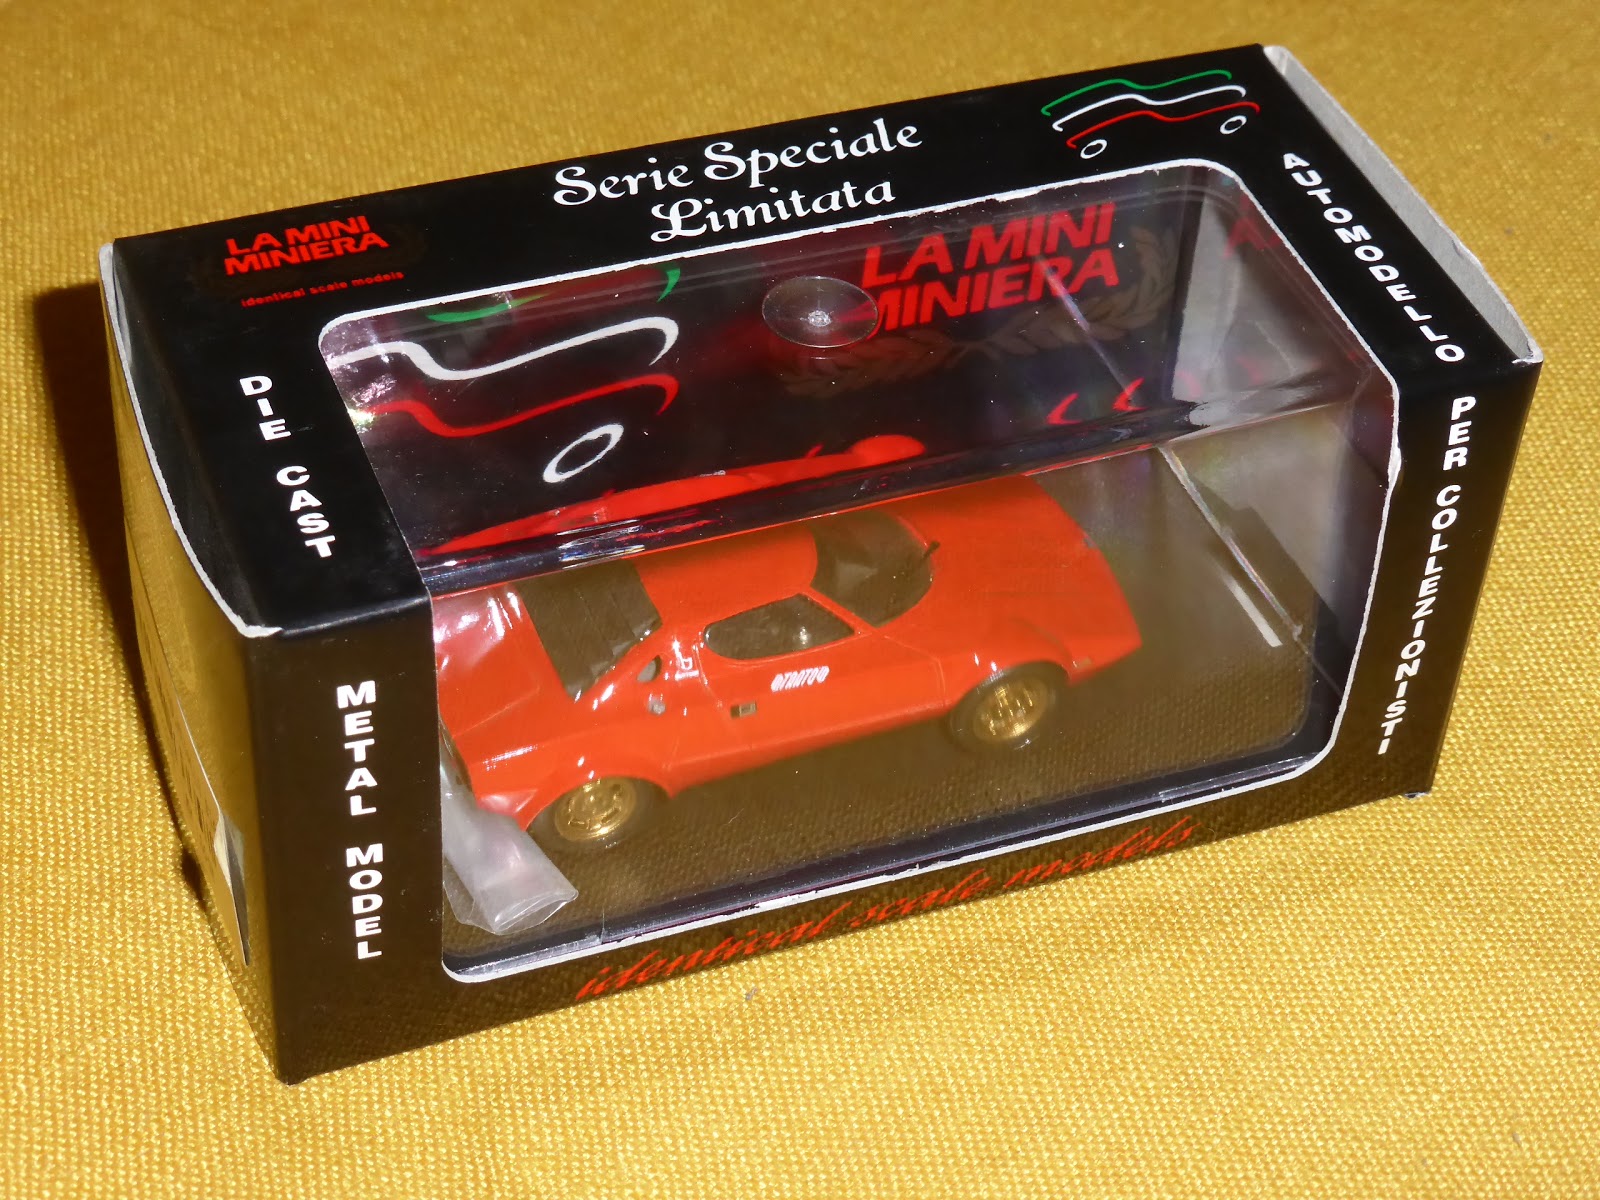 LA MINI
MINIERA
identical scale models
Serie Speciale
Limitata
LA MINI
MINIERA
AUTOMODELLO
PER COLLEZIONISTI
DIE CAST
METAL MODEL
STRATOS
identical scale models